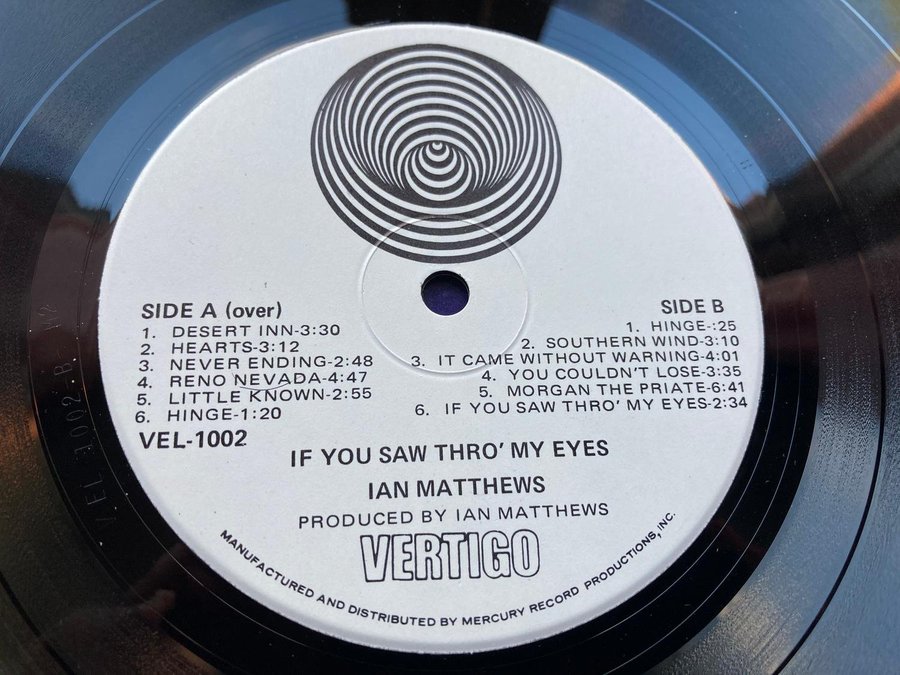 SIDE A (over)
1. DESERT INN-3:30
2. HEARTS-3:12
3. NEVER ENDING-2:48
4. RENO NEVADA-4:47
5. LITTLE KNOWN-2:55
6. HINGE-1:20
VEL-1002
SIDE B
1. HINGE-:25
2. SOUTHERN WIND-3:10
3. IT CAME WITHOUT WARNING-4:01
4. YOU COULDN'T LOSE-3:35
5. MORGAN THE PRIATE-6:41
6. IF YOU SAW THRO' MY EYES-2:34
IF YOU SAW THRO' MY EYES
IAN MATTHEWS
PRODUCED BY IAN MATTHEWS
VERTIGO
MANUFACTURED AND DISTRIBUTED BY MERCURY RECORD PRODUCTIONS, INC.